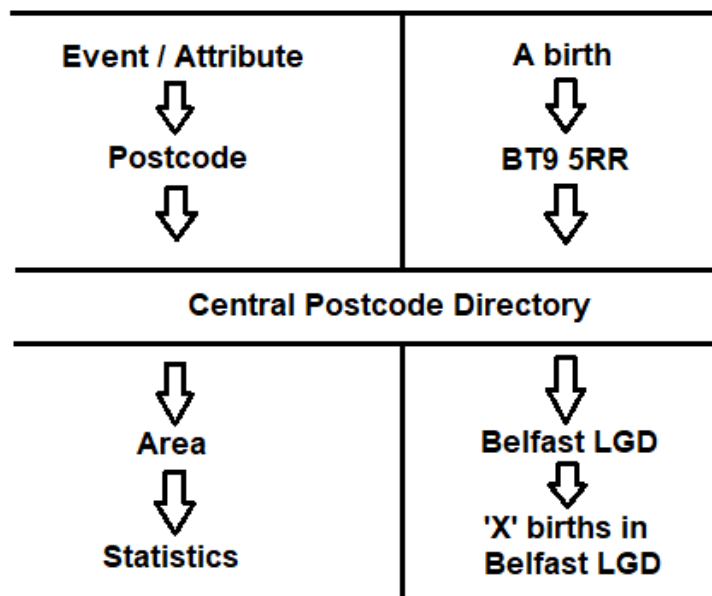 Event / Attribute
A birth
Postcode
BT9 5RR
Central Postcode Directory
Area
Belfast LGD
Statistics
'X' births in
Belfast LGD